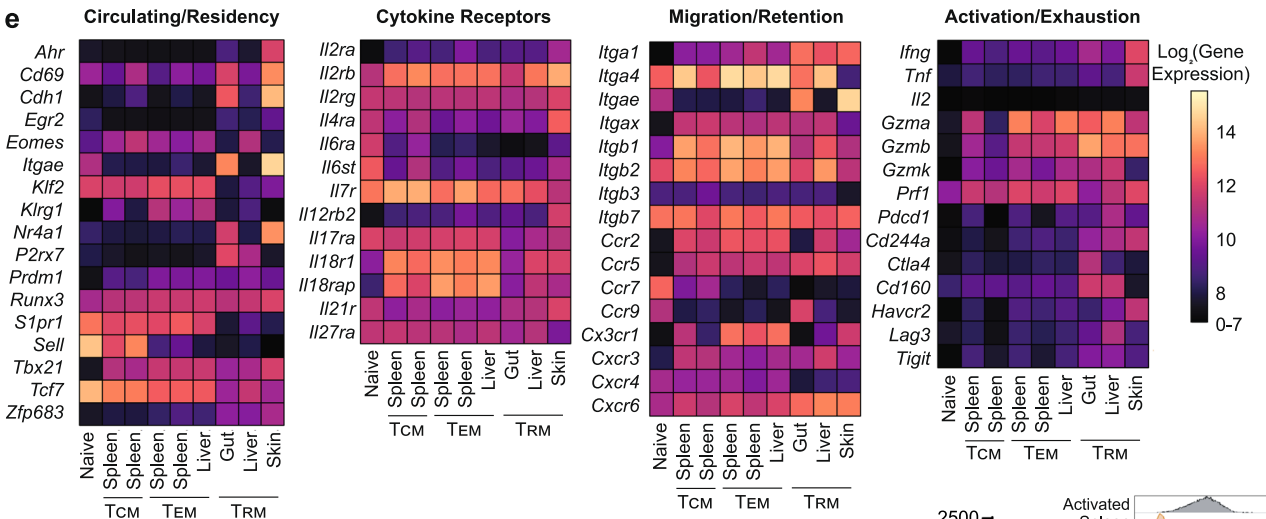 e
Circulating/Residency
Ahr
Cd69
Cdh1
Egr2
Eomes
Itgae
Klf2
Klrg1
Nr4a1
P2rx7
Prdm1
Runx3
S1pr1
Sell
Tbx21
Tcf7
Zfp683
Naive Spleen Spleen Spleen Spleen Liver Gut Liver Skin
TCM TEM TRM
Cytokine Receptors
Il2ra
Il2rb
Il2rg
Il4ra
Il6ra
Il6st
Il7r
Il12rb2
Il17ra
Il18r1
Il18rap
Il21r
Il27ra
Naive Spleen Spleen Spleen Spleen Liver Gut Liver Skin
TCM TEM TRM
Migration/Retention
Itga1
Itga4
Itgae
Itgax
Itgb1
Itgb2
Itgb3
Itgb7
Ccr2
Ccr5
Ccr7
Ccr9
Cx3cr1
Cxcr3
Cxcr4
Cxcr6
Naive Spleen Spleen Spleen Spleen Liver Gut Liver Skin
TCM TEM TRM
Activation/Exhaustion
Ifng
Tnf
Il2
Gzma
Gzmb
Gzmk
Prf1
Pdcd1
Cd244a
Ctla4
Cd160
Havcr2
Lag3
Tigit
Naive Spleen Spleen Spleen Spleen Liver Gut Liver Skin
TCM TEM TRM
Log₂(Gene
Expression)
14
12
10
8
0-7
Activated
2500